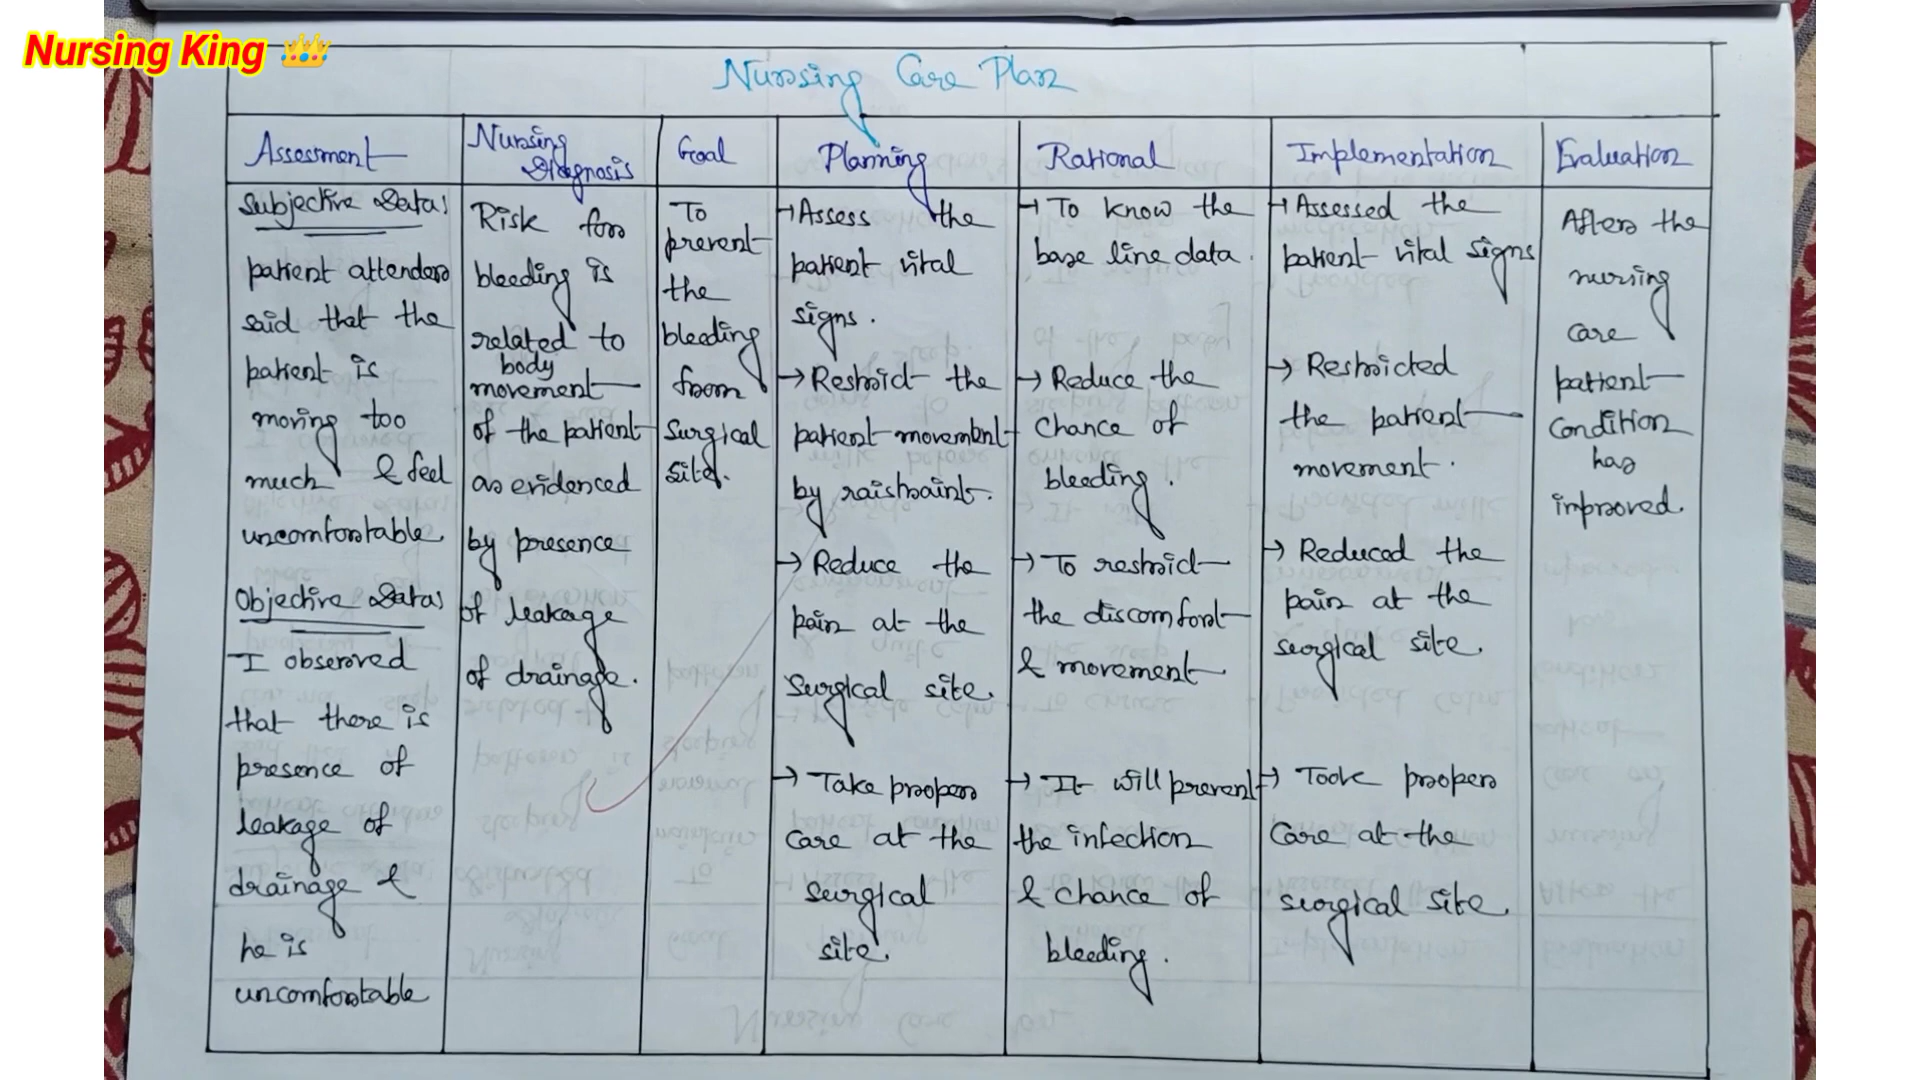 Nursing King
Nursing Care Plan
Assessment
Nursing
Diagnosis
Goal
Planning
Rational
Implementation
Evaluation
Subjective Data:
patient attender
said that the
patient is
moving too
much & feel
uncomfortable.
Objective Data:
I observed
that there is
presence of
leakage of
drainage &
he is
uncomfortable
Risk for
bleeding is
related to
body
movement
of the patient
as evidenced
by presence
of leakage
of drainage.
To
prevent
the
bleeding
from
surgical
site.
→ Assess the
patient vital
signs.
→ Restrict the
patient movement
by raistraint.
→ Reduce the
pain at the
surgical site.
→ Take proper
care at the
surgical
site.
→ To know the
base line data.
→ Reduce the
chance of
bleeding.
→ To restrict
the discomfort
& movement.
→ It will prevent
the infection
& chance of
bleeding.
→ Assessed the
patient vital signs
→ Restricted
the patient
movement.
→ Reduced the
pain at the
surgical site.
→ Took proper
care at the
surgical site.
After the
nursing
care
patient
condition
has
improved.